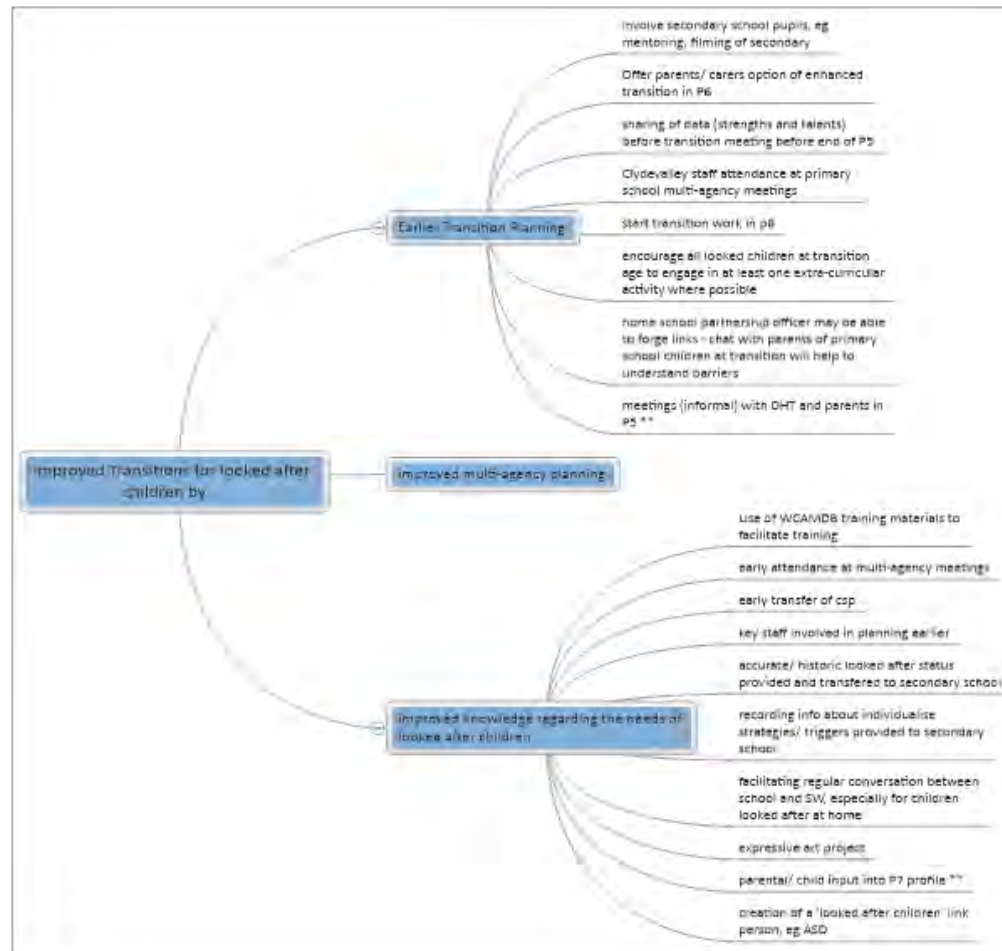 Involve secondary school pupils, eg
mentoring, filming of secondary
Offer parents/ carers option of enhanced
transition in P6
sharing of data (strengths and talents)
before transition meeting before end of P5
Clydevalley staff attendance at primary
school multi-agency meetings
Earlier Transition Planning
start transition work in p6
encourage all looked children at transition
age to engage in at least one extra-curricular
activity where possible
home school partnership officer may be able
to forge links - chat with parents of primary
school children at transition will help to
understand barriers
meetings (informal) with DHT and parents in
P5 **
Improved Transitions for looked after
children by
improved multi-agency planning
Use of WCAMDB training materials to
facilitate training
early attendance at multi-agency meetings
early transfer of csp
key staff involved in planning earlier
accurate/ historic looked after status
provided and transfered to secondary school
improved knowledge regarding the needs of
looked after children
recording info about individualise
strategies/ triggers provided to secondary
school
facilitating regular conversation between
school and SW, especially for children
looked after at home
expressive art project
parental/ child input into P7 profile **
creation of a 'looked after children' link
person, eg ASD